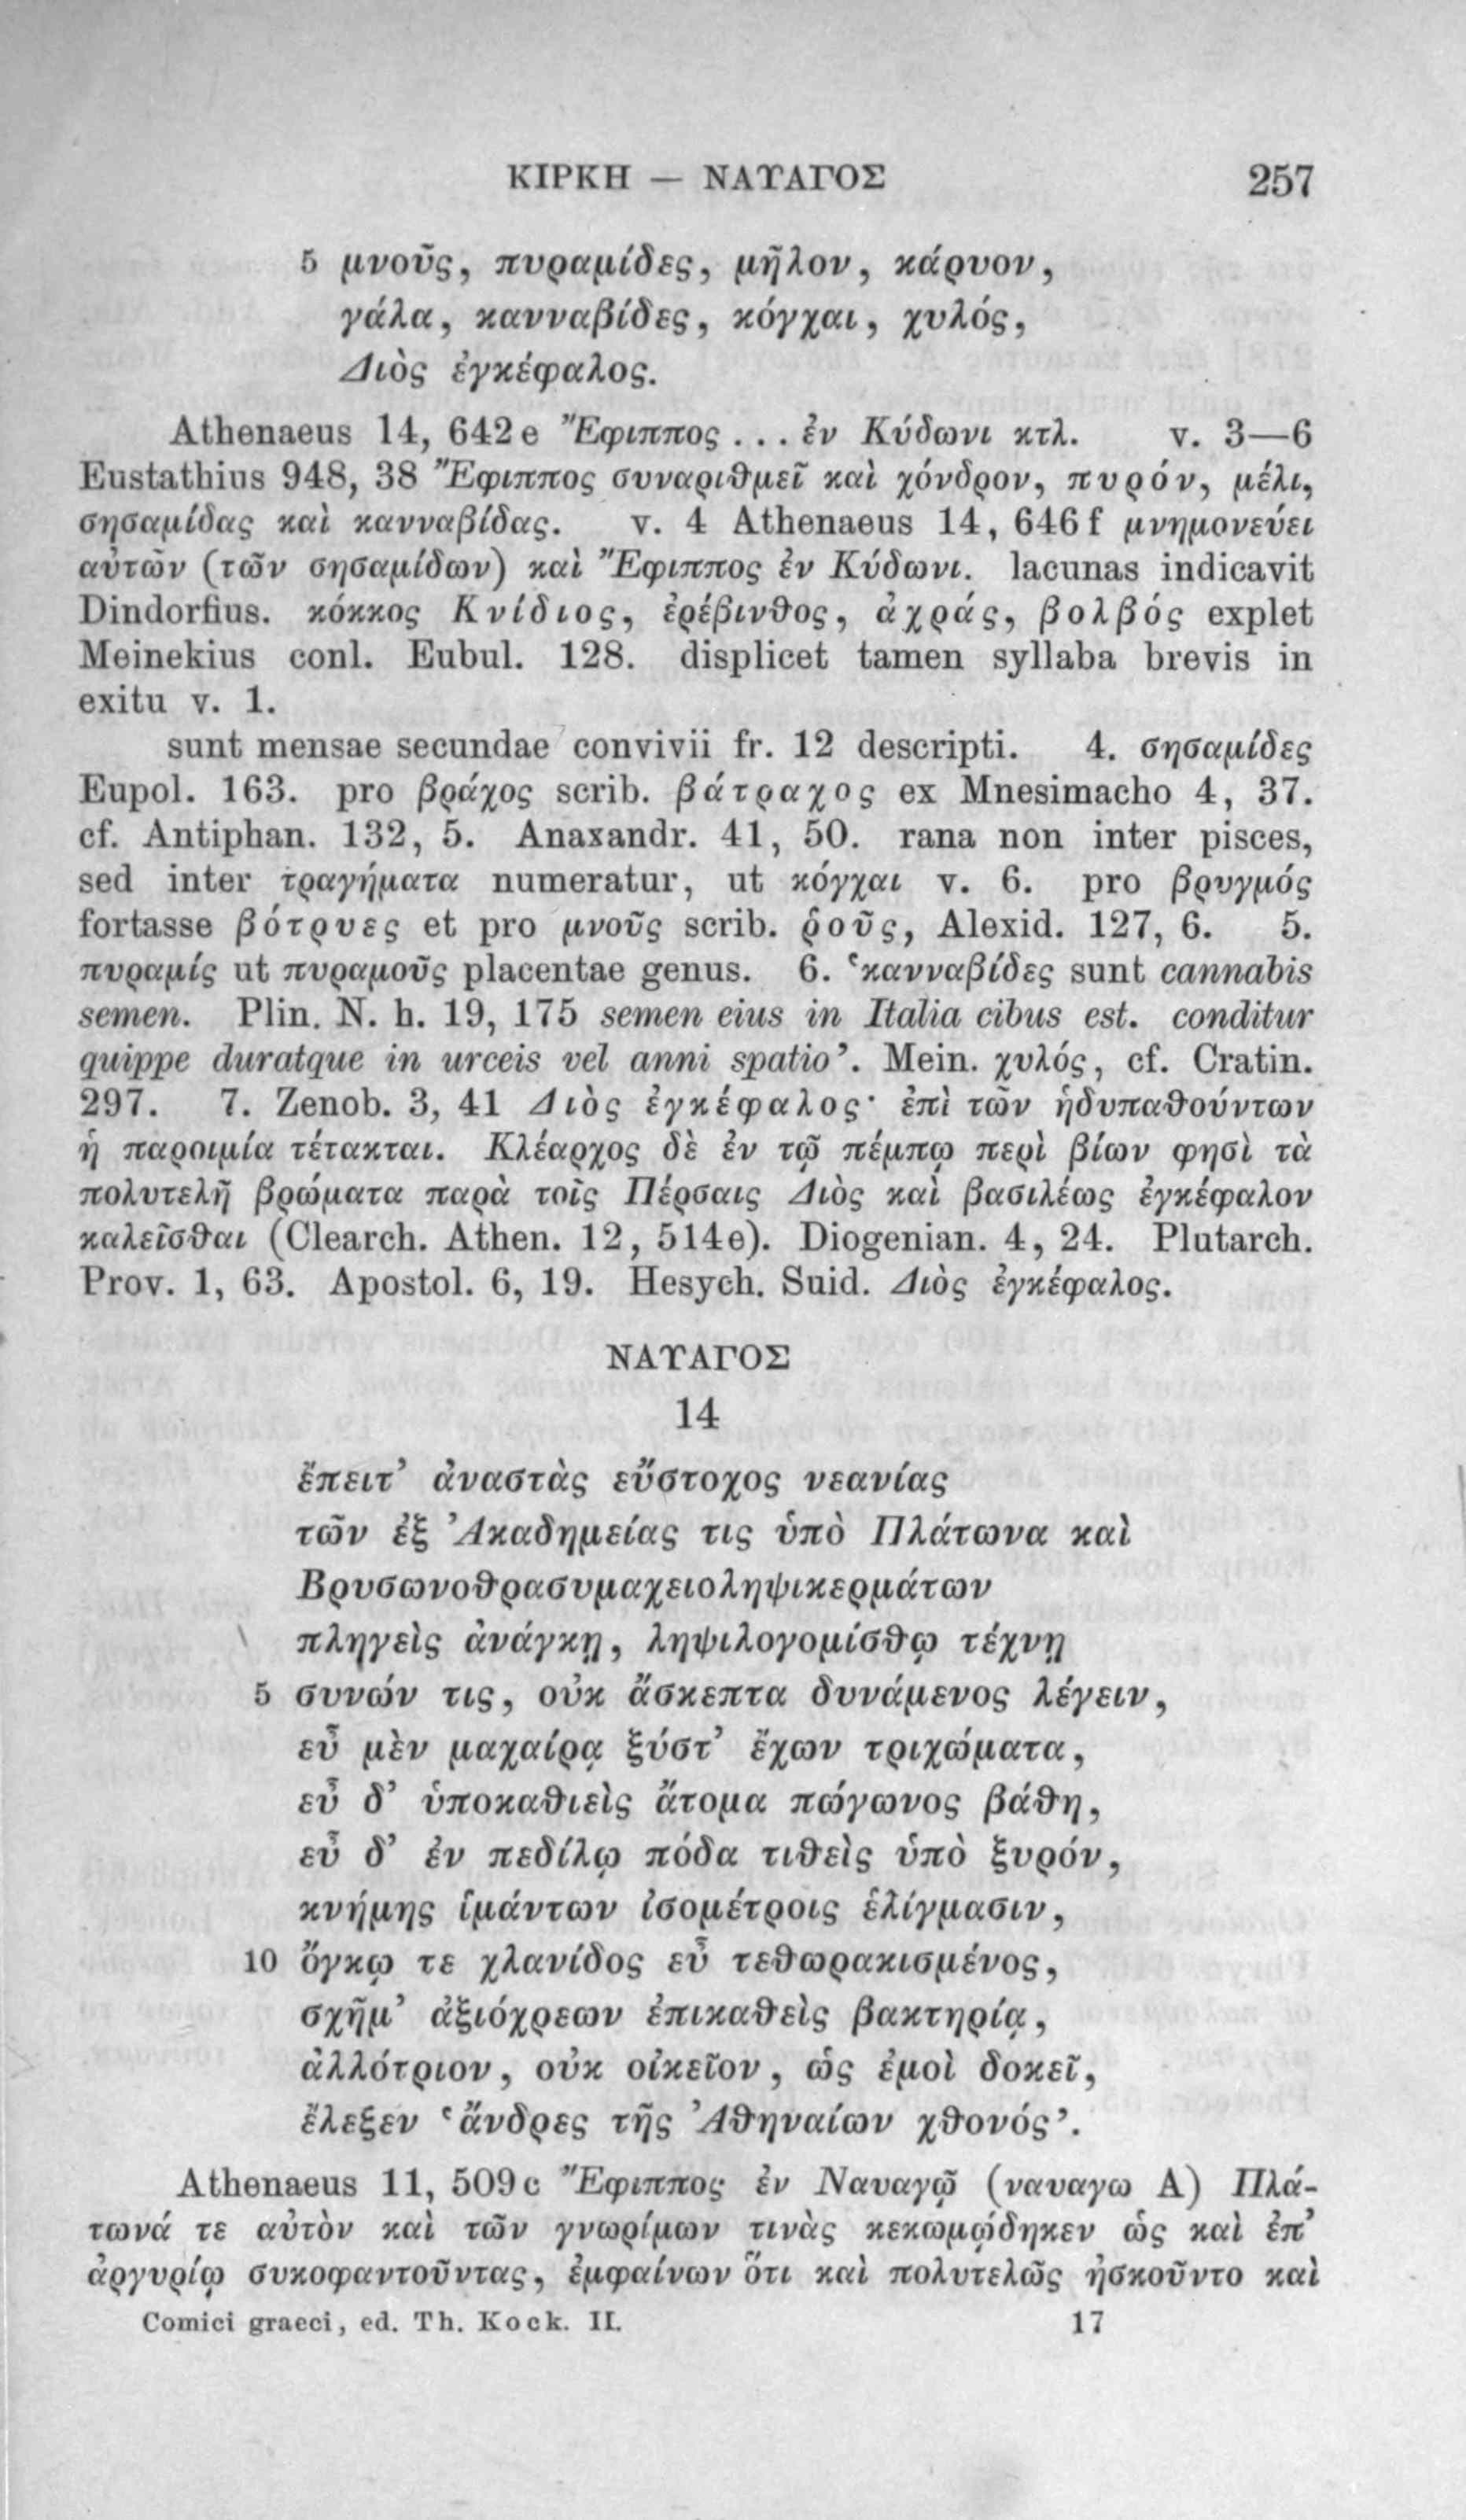 ΚΙΡΚΗ — ΝΑΥΑΓΟΣ 257
5 μνοῦς, πυραμίδες, μῆλον, κάρυον,
γάλα, κανναβίδες, κόγχαι, χυλός,
Διὸς ἐγκέφαλος.
Athenaeus 14, 642 e Ἔφιππος ... ἐν Κύδωνι κτλ. v. 3—6
Eustathius 948, 38 Ἔφιππος συναριθμεῖ καὶ χόνδρον, πυρόν, μέλι,
σησαμίδας καὶ κανναβίδας. v. 4 Athenaeus 14, 646 f μνημονεύει
αὐτῶν (τῶν σησαμίδων) καὶ Ἔφιππος ἐν Κύδωνι. lacunas indicavit
Dindorfius. κόκκος Κνίδιος, ἐρέβινθος, ἀχράς, βολβός explet
Meinekius conl. Eubul. 128. displicet tamen syllaba brevis in
exitu v. 1.
sunt mensae secundae convivii fr. 12 descripti. 4. σησαμίδες
Eupol. 163. pro βράχος scrib. βάτραχος ex Mnesimacho 4, 37.
cf. Antiphan. 132, 5. Anaxandr. 41, 50. rana non inter pisces,
sed inter τραγήματα numeratur, ut κόγχαι v. 6. pro βρυγμός
fortasse βότρυες et pro μνοῦς scrib. ῥοῦς, Alexid. 127, 6. 5.
πυραμίς ut πυραμοῦς placentae genus. 6. ‘κανναβίδες sunt cannabis
semen. Plin. N. h. 19, 175 semen eius in Italia cibus est. conditur
quippe duratque in urceis vel anni spatio’. Mein. χυλός, cf. Cratin.
297. 7. Zenob. 3, 41 Διὸς ἐγκέφαλος· ἐπὶ τῶν ἡδυπαθούντων
ἡ παροιμία τέτακται. Κλέαρχος δὲ ἐν τῷ πέμπῳ περὶ βίων φησὶ τὰ
πολυτελῆ βρώματα παρὰ τοῖς Πέρσαις Διὸς καὶ βασιλέως ἐγκέφαλον
καλεῖσθαι (Clearch. Athen. 12, 514e). Diogenian. 4, 24. Plutarch.
Prov. 1, 63. Apostol. 6, 19. Hesych. Suid. Διὸς ἐγκέφαλος.
ΝΑΥΑΓΟΣ
14
ἔπειτ’ ἀναστὰς εὔστοχος νεανίας
τῶν ἐξ Ἀκαδημείας τις ὑπὸ Πλάτωνα καὶ
Βρυσωνοθρασυμαχειοληψικερμάτων
πληγεὶς ἀνάγκῃ, ληψιλογομίσθῳ τέχνῃ
5 συνών τις, οὐκ ἄσκεπτα δυνάμενος λέγειν,
εὖ μὲν μαχαίρᾳ ξύστ’ ἔχων τριχώματα,
εὖ δ’ ὑποκαθιεὶς ἄτομα πώγωνος βάθη,
εὖ δ’ ἐν πεδίλῳ πόδα τιθεὶς ὑπὸ ξυρόν,
κνήμης ἱμάντων ἰσομέτροις ἑλίγμασιν,
10 ὄγκῳ τε χλανίδος εὖ τεθωρακισμένος,
σχῆμ’ ἀξιόχρεων ἐπικαθεὶς βακτηρίᾳ,
ἀλλότριον, οὐκ οἰκεῖον, ὡς ἐμοὶ δοκεῖ,
ἔλεξεν ‘ἄνδρες τῆς Ἀθηναίων χθονός’.
Athenaeus 11, 509 c Ἔφιππος ἐν Ναυαγῷ (ναυαγω A) Πλά-
τωνά τε αὐτὸν καὶ τῶν γνωρίμων τινὰς κεκωμῴδηκεν ὡς καὶ ἐπ’
ἀργυρίῳ συκοφαντοῦντας, ἐμφαίνων ὅτι καὶ πολυτελῶς ἠσκοῦντο καὶ
Comici graeci, ed. Th. Kock. II. 17